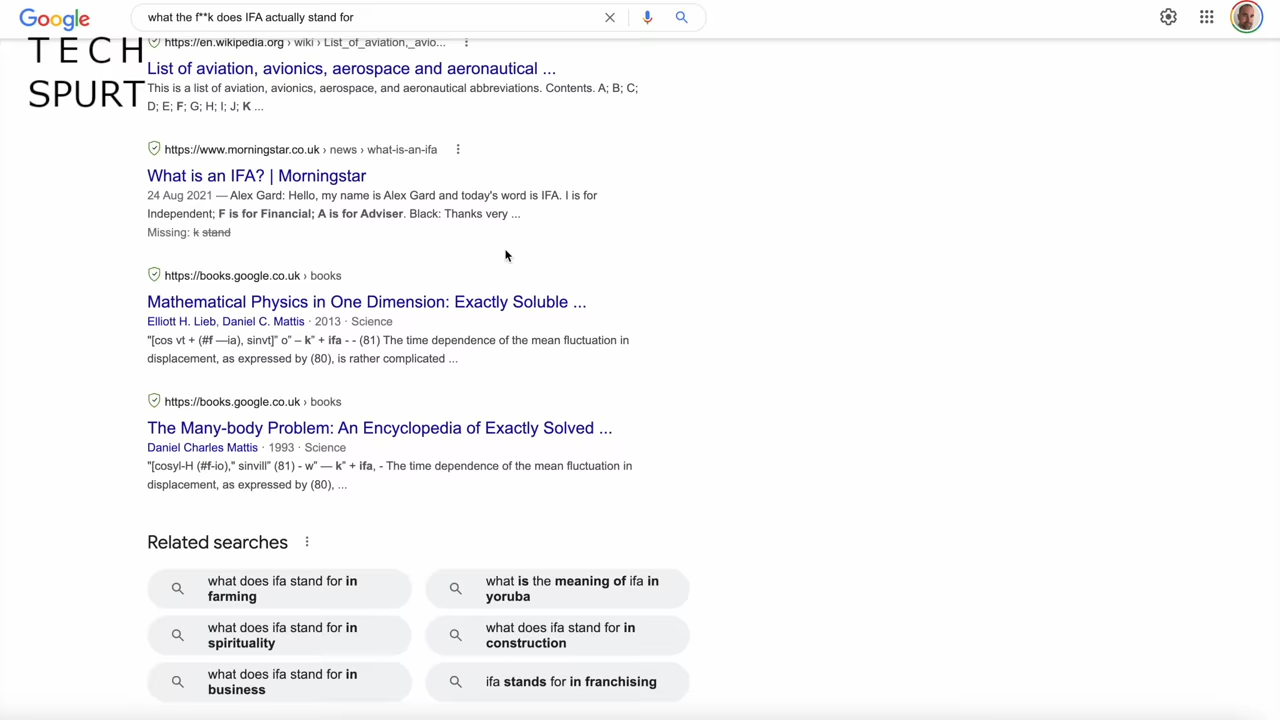 Google
what the f**k does IFA actually stand for
TECH
SPURT
https://en.wikipedia.org › wiki › List_of_aviation,_avio...
List of aviation, avionics, aerospace and aeronautical ...
This is a list of aviation, avionics, aerospace, and aeronautical abbreviations. Contents. A; B; C;
D; E; F; G; H; I; J; K ...
https://www.morningstar.co.uk › news › what-is-an-ifa
What is an IFA? | Morningstar
24 Aug 2021 — Alex Gard: Hello, my name is Alex Gard and today's word is IFA. I is for
Independent; F is for Financial; A is for Adviser. Black: Thanks very ...
Missing: k stand
https://books.google.co.uk › books
Mathematical Physics in One Dimension: Exactly Soluble ...
Elliott H. Lieb, Daniel C. Mattis · 2013 · Science
"[cos vt + (#f —ia), sinvt]” o” – k” + ifa - - (81) The time dependence of the mean fluctuation in
displacement, as expressed by (80), is rather complicated ...
https://books.google.co.uk › books
The Many-body Problem: An Encyclopedia of Exactly Solved ...
Daniel Charles Mattis · 1993 · Science
"[cosyl-H (#f-io)," sinvill” (81) - w” — k” + ifa, - The time dependence of the mean fluctuation in
displacement, as expressed by (80), ...
Related searches
what does ifa stand for in
farming
what is the meaning of ifa in
yoruba
what does ifa stand for in
spirituality
what does ifa stand for in
construction
what does ifa stand for in
business
ifa stands for in franchising